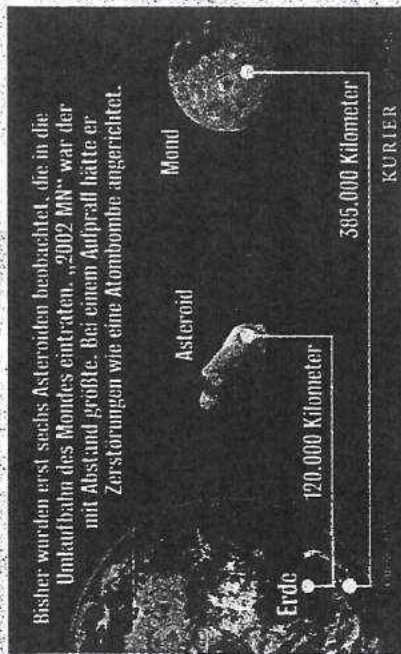 Bisher wurden erst sechs Asteroiden beobachtet, die in die
Umlaufbahn des Mondes eintraten. „2002 MN“ war der
mit Abstand größte. Bei einem Aufprall hätte er
Zerstörungen wie eine Atombombe angerichtet.
Mond
Asteroid
Erde
120.000 Kilometer
385.000 Kilometer
KURIER